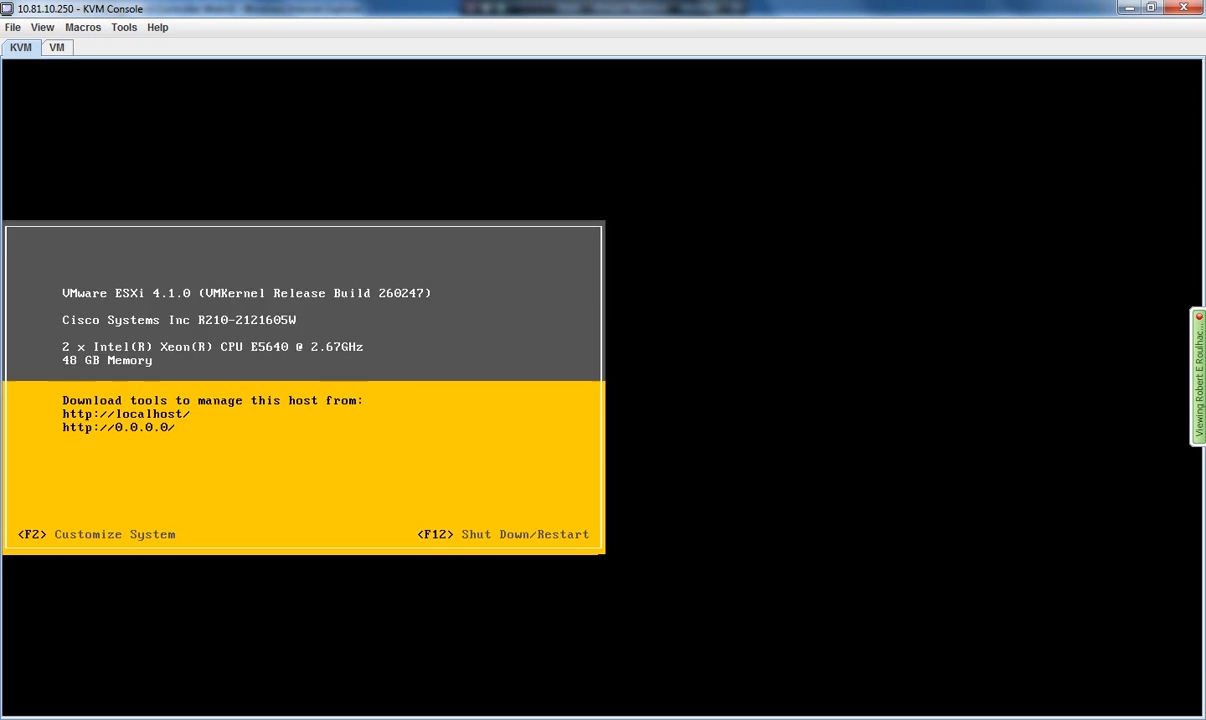 10.81.10.250 - KVM Console
File View Macros Tools Help
KVM VM
VMware ESXi 4.1.0 (VMKernel Release Build 260247)
Cisco Systems Inc R210-2121605W
2 x Intel(R) Xeon(R) CPU E5640 @ 2.67GHz
48 GB Memory
Download tools to manage this host from:
http://localhost/
http://0.0.0.0/
<F2> Customize System <F12> Shut Down/Restart
Viewing Robert E Roulhac...